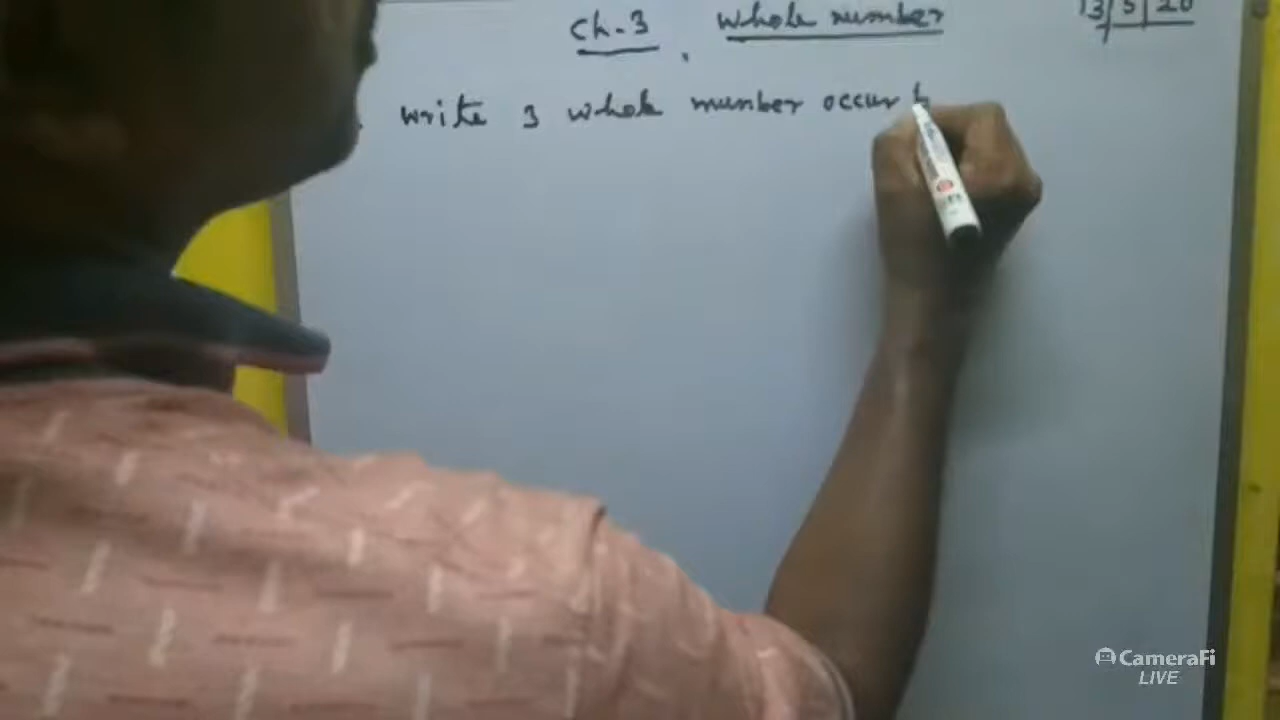 Ch-3 Whole number
13/5/20
Write 3 whole number occur
CameraFi
LIVE